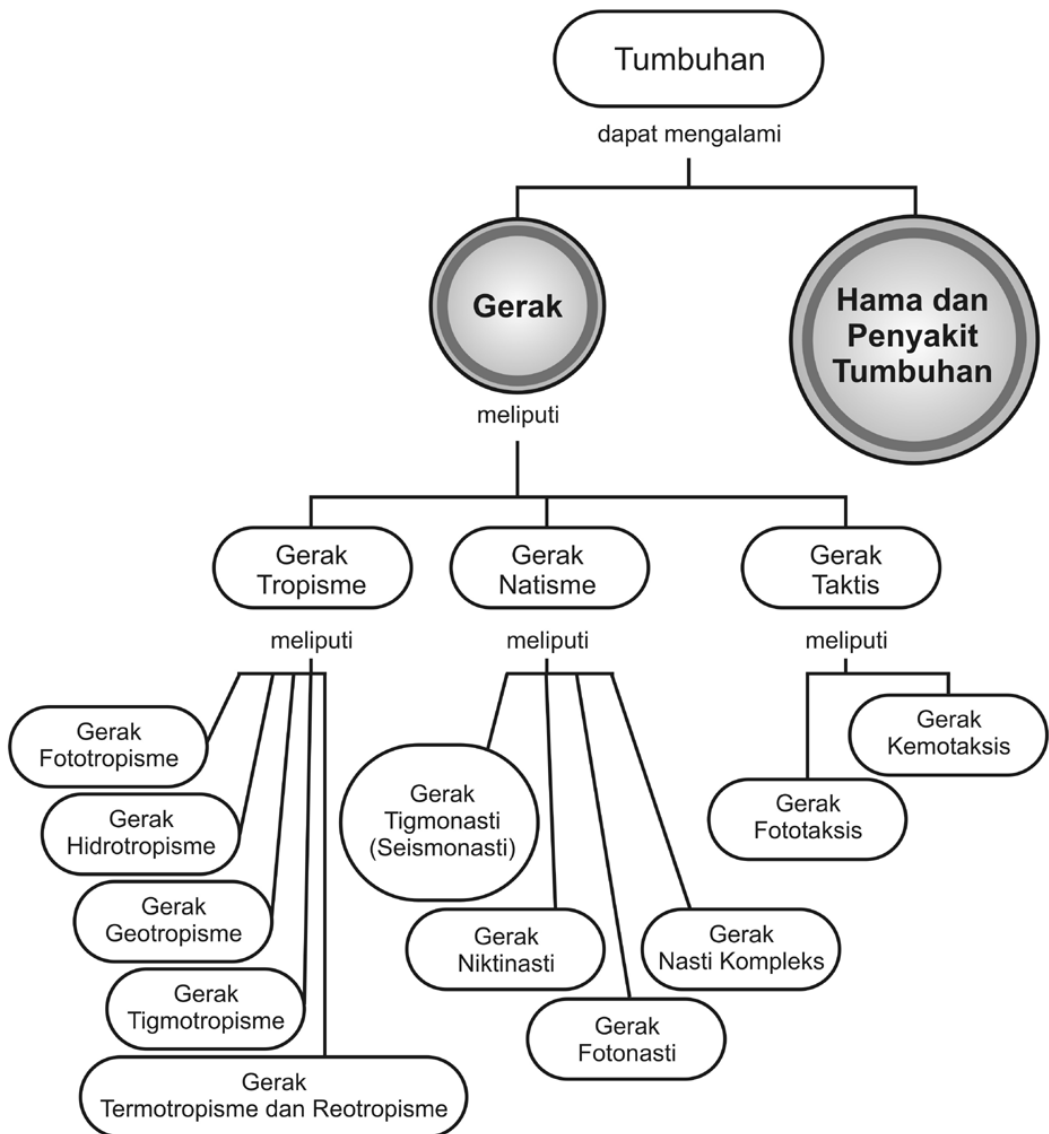 Tumbuhan
dapat mengalami
Gerak
Hama dan
Penyakit
Tumbuhan
meliputi
Gerak
Tropisme
Gerak
Natisme
Gerak
Taktis
meliputi
meliputi
meliputi
Gerak
Fototropisme
Gerak
Hidrotropisme
Gerak
Geotropisme
Gerak
Tigmotropisme
Gerak
Termotropisme dan Reotropisme
Gerak
Tigmonasti
(Seismonasti)
Gerak
Niktinasti
Gerak
Fotonasti
Gerak
Nasti Kompleks
Gerak
Fototaksis
Gerak
Kemotaksis